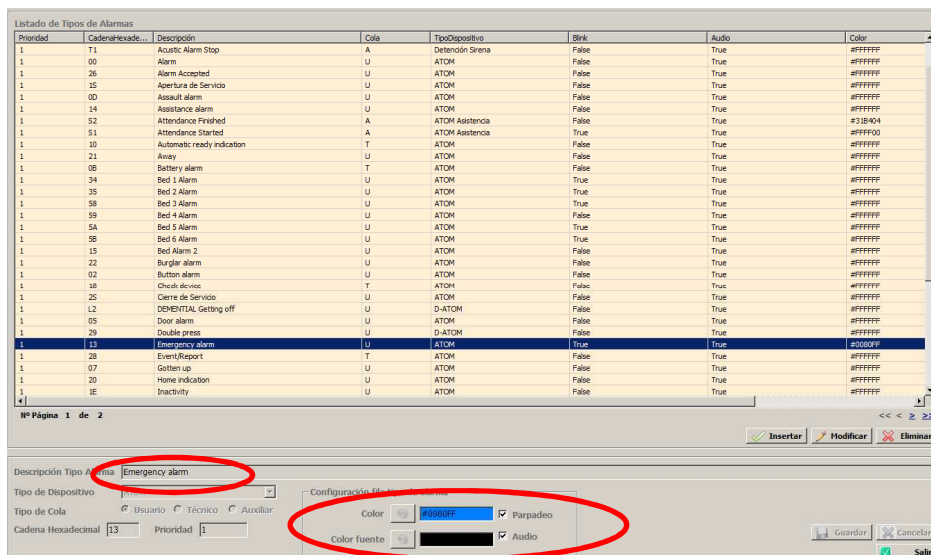 Listado de Tipos de Alarmas
Prioridad CadenaHexade... Descripción Cola TipoDispositivo Blink Audio Color
1 T1 Acustic Alarm Stop A Detención Sirena False True #FFFFFF
1 00 Alarm U ATOM False True #FFFFFF
1 26 Alarm Accepted U ATOM False True #FFFFFF
1 1S Apertura de Servicio U ATOM False True #FFFFFF
1 0D Assault alarm U ATOM False True #FFFFFF
1 14 Assistance alarm U ATOM False True #FFFFFF
1 S2 Attendance Finished A ATOM Asistencia False True #31B404
1 S1 Attendance Started A ATOM Asistencia True True #FFFF00
1 10 Automatic ready indication T ATOM False True #FFFFFF
1 21 Away U ATOM False True #FFFFFF
1 0B Battery alarm T ATOM False True #FFFFFF
1 34 Bed 1 Alarm U ATOM True True #FFFFFF
1 35 Bed 2 Alarm U ATOM True True #FFFFFF
1 58 Bed 3 Alarm U ATOM True True #FFFFFF
1 59 Bed 4 Alarm U ATOM False True #FFFFFF
1 5A Bed 5 Alarm U ATOM True True #FFFFFF
1 5B Bed 6 Alarm U ATOM True True #FFFFFF
1 15 Bed Alarm 2 U ATOM False True #FFFFFF
1 22 Burglar alarm U ATOM False True #FFFFFF
1 02 Button alarm U ATOM False True #FFFFFF
1 18 Check device T ATOM False True #FFFFFF
1 2S Cierre de Servicio U ATOM False True #FFFFFF
1 L2 DEMENTIAL Getting off U D-ATOM False True #FFFFFF
1 05 Door alarm U ATOM False True #FFFFFF
1 29 Double press U D-ATOM False True #FFFFFF
1 13 Emergency alarm U ATOM True True #0080FF
1 28 Event/Report T ATOM False True #FFFFFF
1 07 Gotten up U ATOM False True #FFFFFF
1 20 Home indication U ATOM False True #FFFFFF
1 1E Inactivity U ATOM False True #FFFFFF
Nº Página 1 de 2 << < > >>
Insertar Modificar Eliminar
Descripción Tipo Alarma Emergency alarm
Tipo de Dispositivo
Configuración fila tipo de alarma
Tipo de Cola Usuario Técnico Auxiliar
Color #0080FF Parpadeo
Cadena Hexadecimal 13 Prioridad 1
Color fuente Audio
Guardar Cancelar
Salir